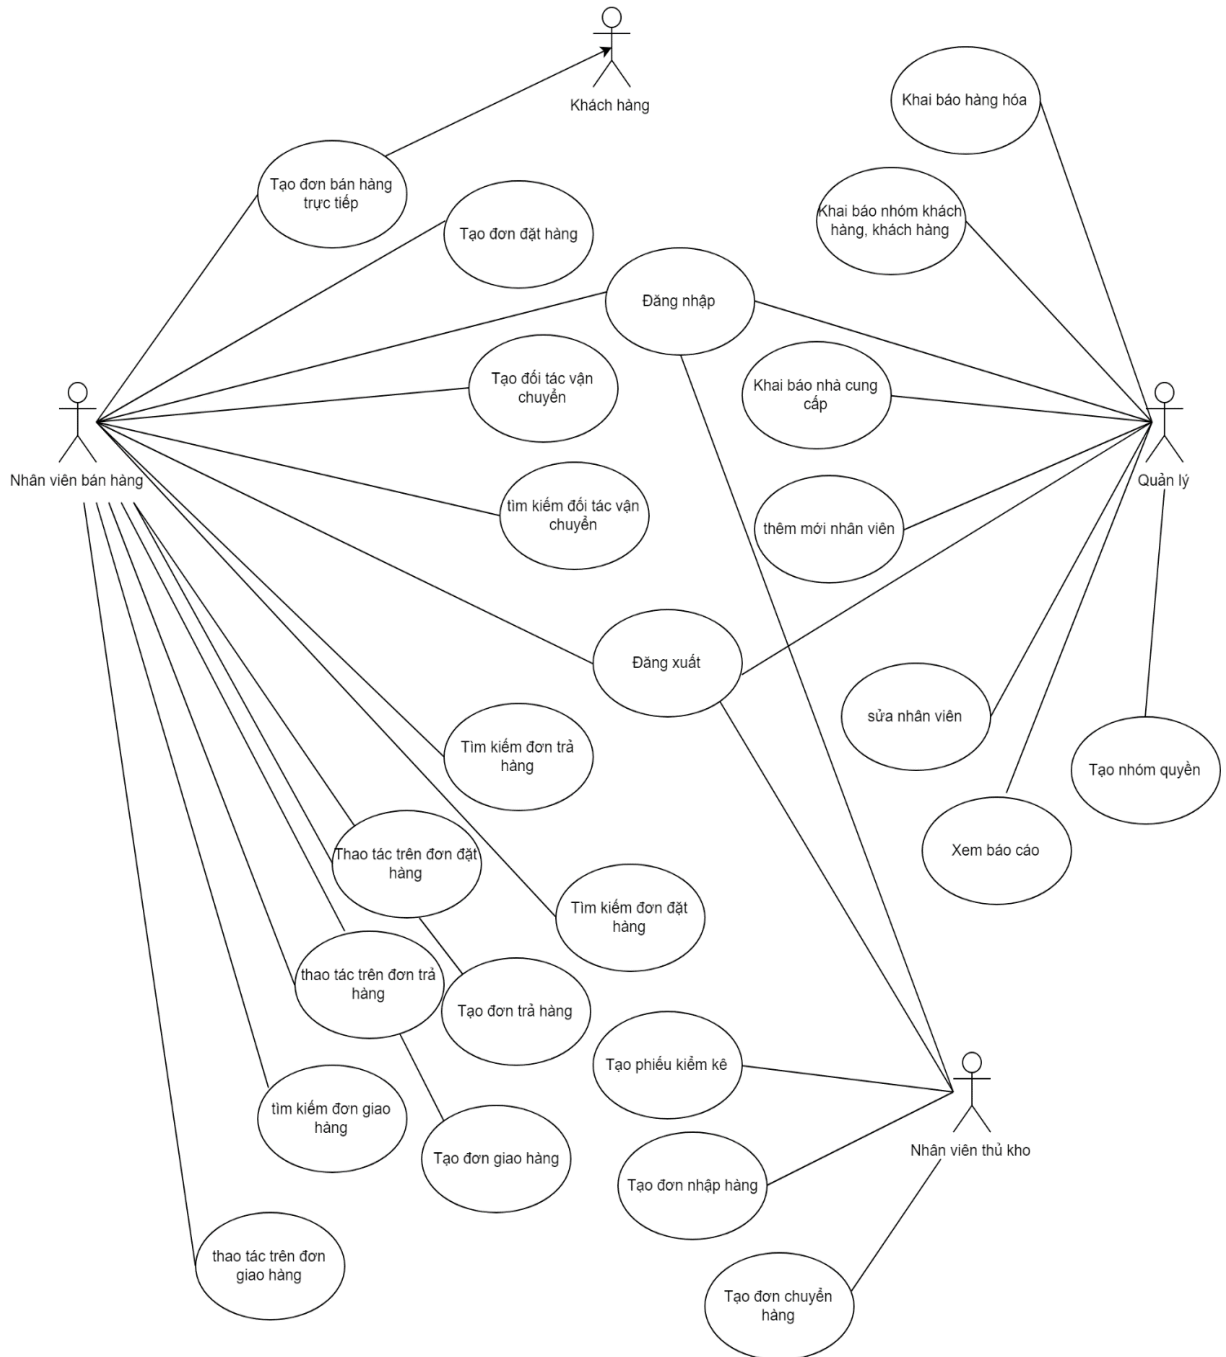 Khách hàng
Khai báo hàng hóa
Tạo đơn bán hàng
trực tiếp
Khai báo nhóm khách
hàng, khách hàng
Tạo đơn đặt hàng
Đăng nhập
Tạo đối tác vận
chuyển
Khai báo nhà cung
cấp
Nhân viên bán hàng
Quản lý
tìm kiếm đối tác vận
chuyển
thêm mới nhân viên
Đăng xuất
sửa nhân viên
Tìm kiếm đơn trả
hàng
Tạo nhóm quyền
Thao tác trên đơn đặt
hàng
Xem báo cáo
Tìm kiếm đơn đặt
hàng
thao tác trên đơn trả
hàng
Tạo đơn trả hàng
Tạo phiếu kiểm kê
tìm kiếm đơn giao
hàng
Tạo đơn giao hàng
Nhân viên thủ kho
Tạo đơn nhập hàng
thao tác trên đơn
giao hàng
Tạo đơn chuyển
hàng